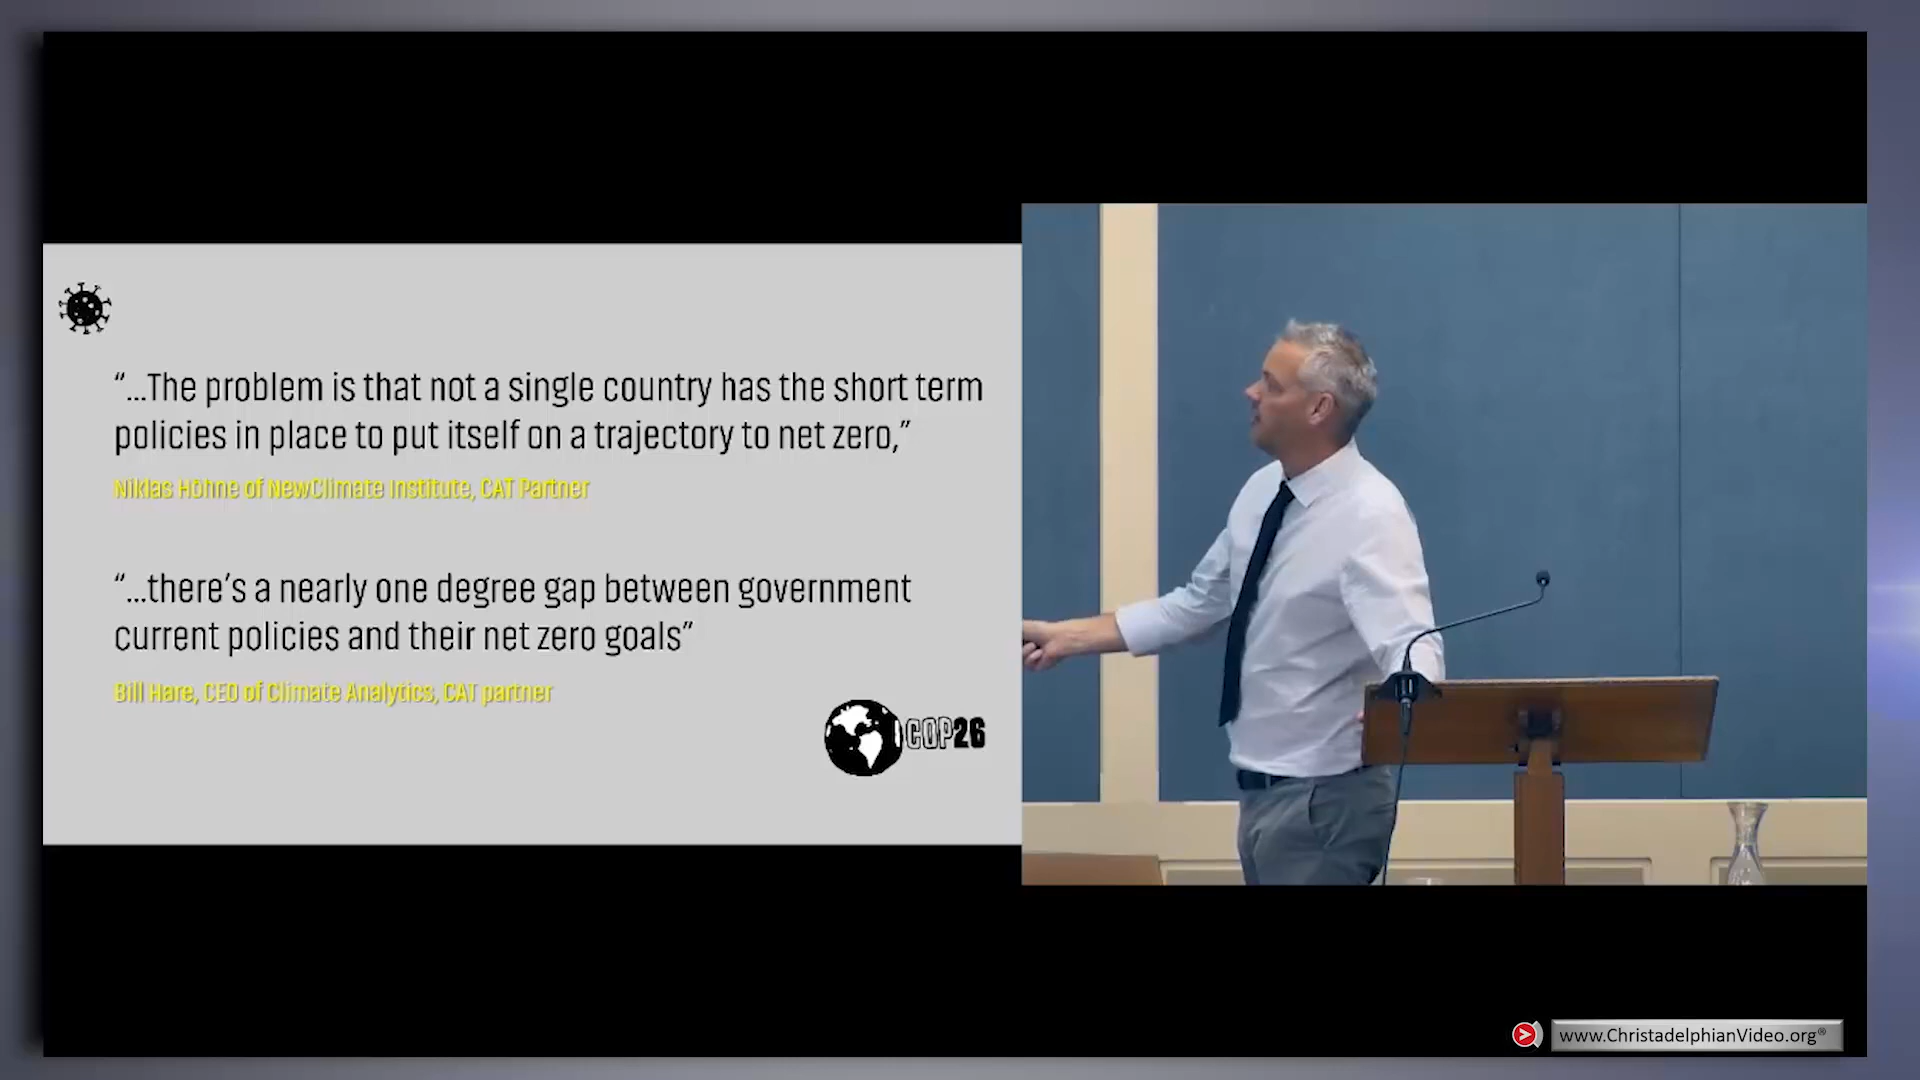 “...The problem is that not a single country has the short term
policies in place to put itself on a trajectory to net zero,”
Niklas Höhne of NewClimate Institute, CAT Partner
“...there’s a nearly one degree gap between government
current policies and their net zero goals”
Bill Hare, CEO of Climate Analytics, CAT partner
COP26
www.ChristadelphianVideo.org®